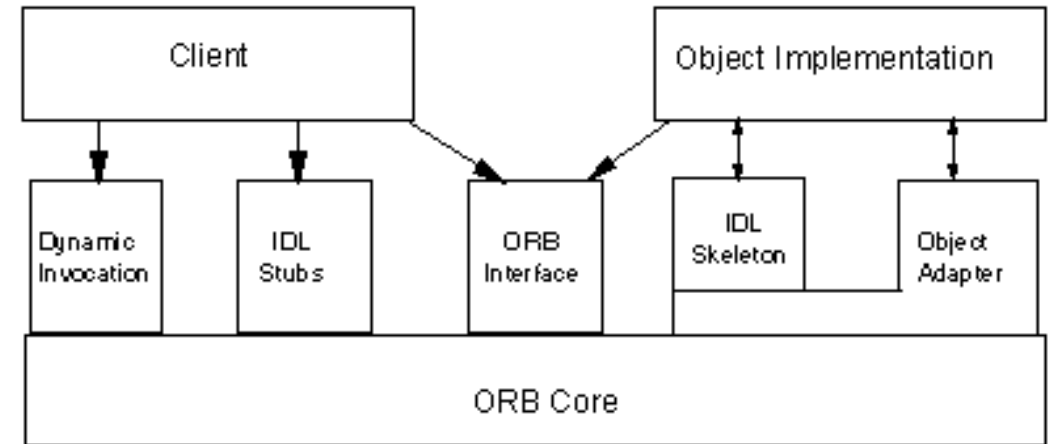 Client
Object Implementation
Dynamic
Invocation
IDL
Stubs
ORB
Interface
IDL
Skeleton
Object
Adapter
ORB Core